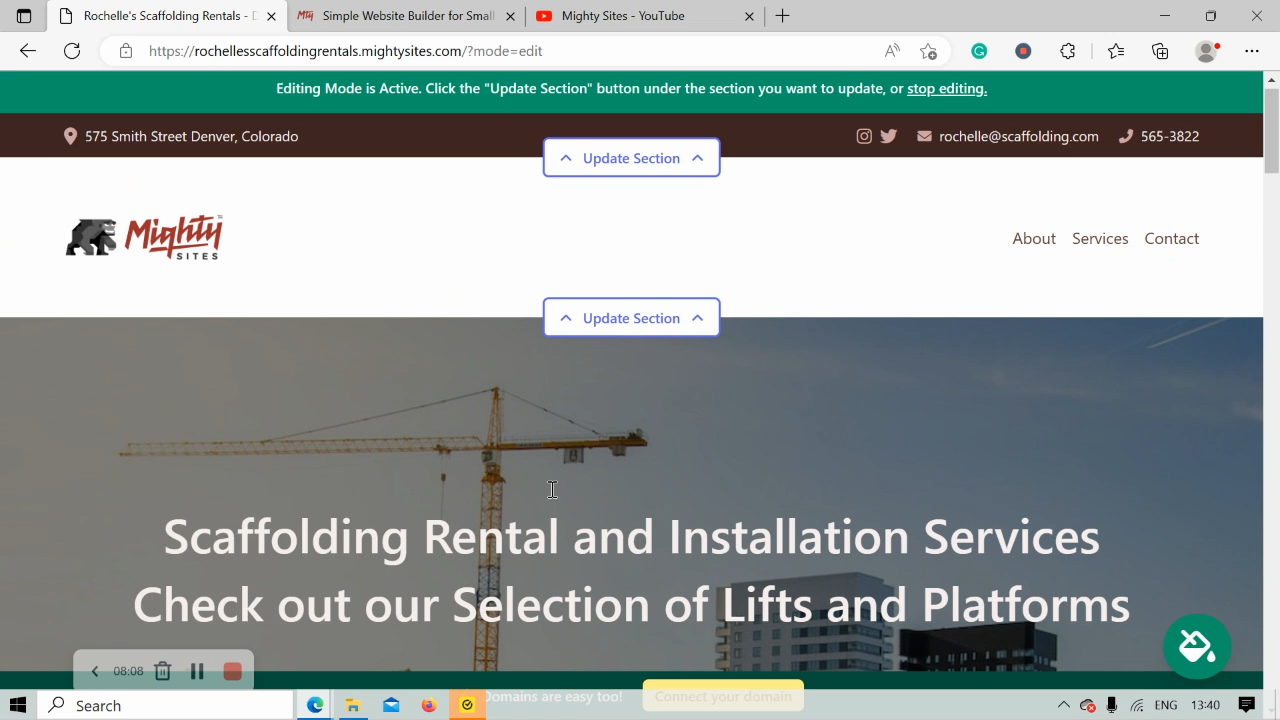 Rochelle's Scaffolding Rentals - D
Simple Website Builder for Small
Mighty Sites - YouTube
https://rochellesscaffoldingrentals.mightysites.com/?mode=edit
Editing Mode is Active. Click the "Update Section" button under the section you want to update, or stop editing.
575 Smith Street Denver, Colorado
rochelle@scaffolding.com
565-3822
Update Section
Mighty
SITES
About
Services
Contact
Update Section
Scaffolding Rental and Installation Services
Check out our Selection of Lifts and Platforms
08:08
Domains are easy too!
Connect your domain
Search
ENG
13:40